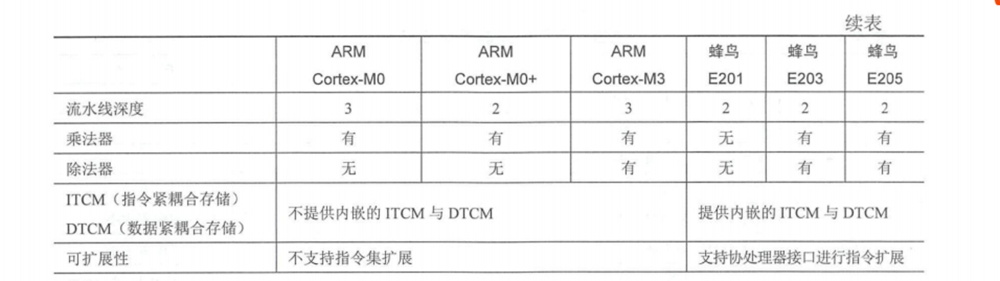 续表
ARM Cortex-M0 ARM Cortex-M0+ ARM Cortex-M3 蜂鸟 E201 蜂鸟 E203 蜂鸟 E205
流水线深度 3 2 3 2 2 2
乘法器 有 有 有 无 有 有
除法器 无 无 有 无 有 有
ITCM（指令紧耦合存储）
DTCM（数据紧耦合存储）
不提供内嵌的 ITCM 与 DTCM 提供内嵌的 ITCM 与 DTCM
可扩展性 不支持指令集扩展 支持协处理器接口进行指令扩展